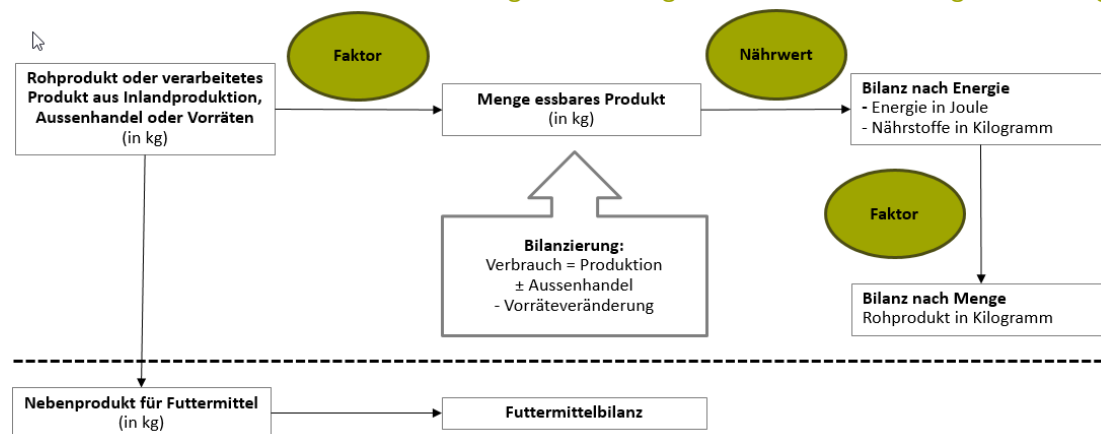 Faktor
Nährwert
Rohprodukt oder verarbeitetes
Produkt aus Inlandproduktion,
Aussenhandel oder Vorräten
(in kg)
Menge essbares Produkt
(in kg)
Bilanz nach Energie
- Energie in Joule
- Nährstoffe in Kilogramm
Faktor
Bilanzierung:
Verbrauch = Produktion
± Aussenhandel
- Vorräteveränderung
Bilanz nach Menge
Rohprodukt in Kilogramm
Nebenprodukt für Futtermittel
(in kg)
Futtermittelbilanz